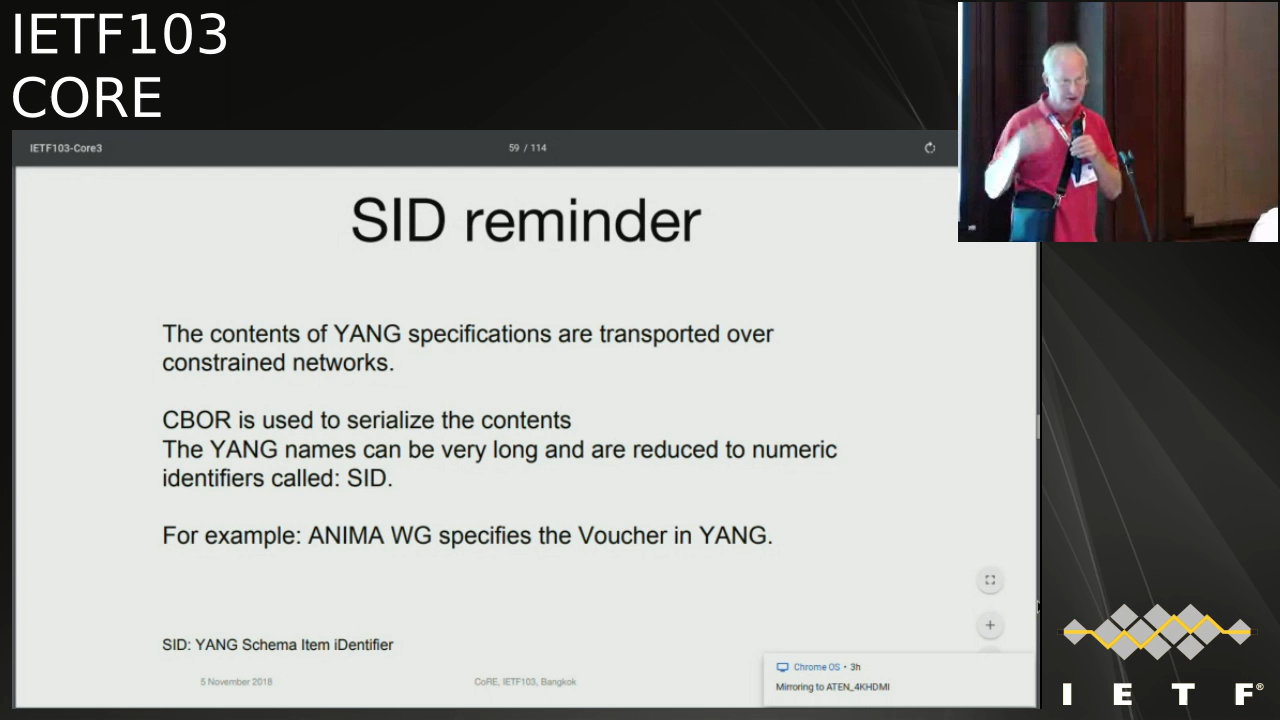 IETF103
CORE
IETF103-Core3
59 / 114
SID reminder
The contents of YANG specifications are transported over
constrained networks.
CBOR is used to serialize the contents
The YANG names can be very long and are reduced to numeric
identifiers called: SID.
For example: ANIMA WG specifies the Voucher in YANG.
SID: YANG Schema Item iDentifier
5 November 2018
CoRE, IETF103, Bangkok
Chrome OS • 3h
Mirroring to ATEN_4KHDMI
I E T F®